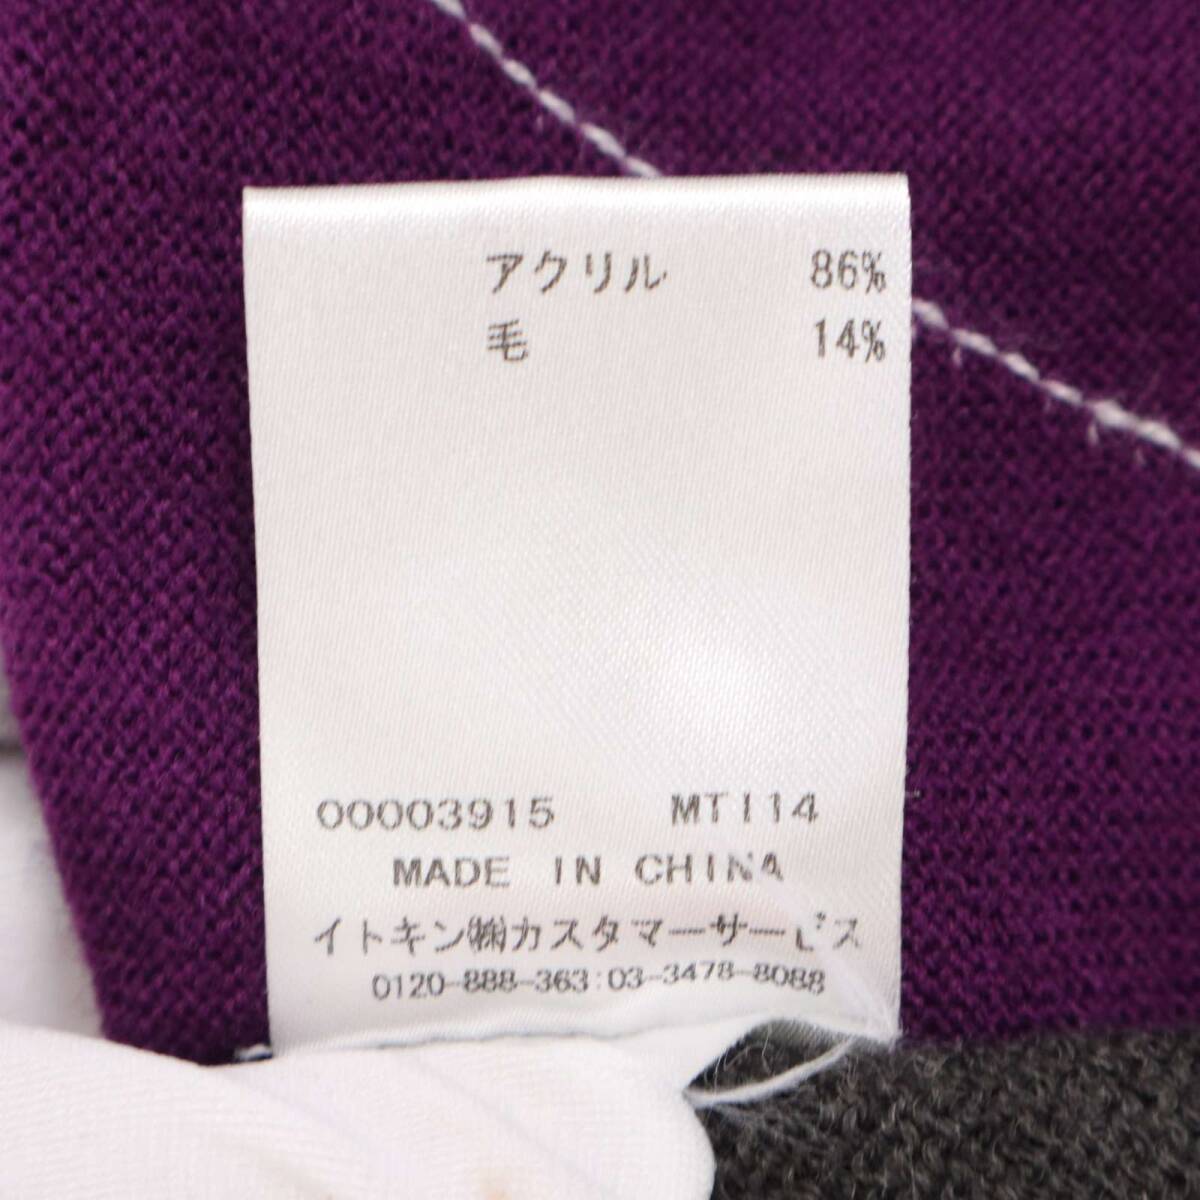 アクリル 86%
毛 14%
00003915 MTI14
MADE IN CHINA
イトキン㈱カスタマーサービス
0120-888-363:03-3478-8088